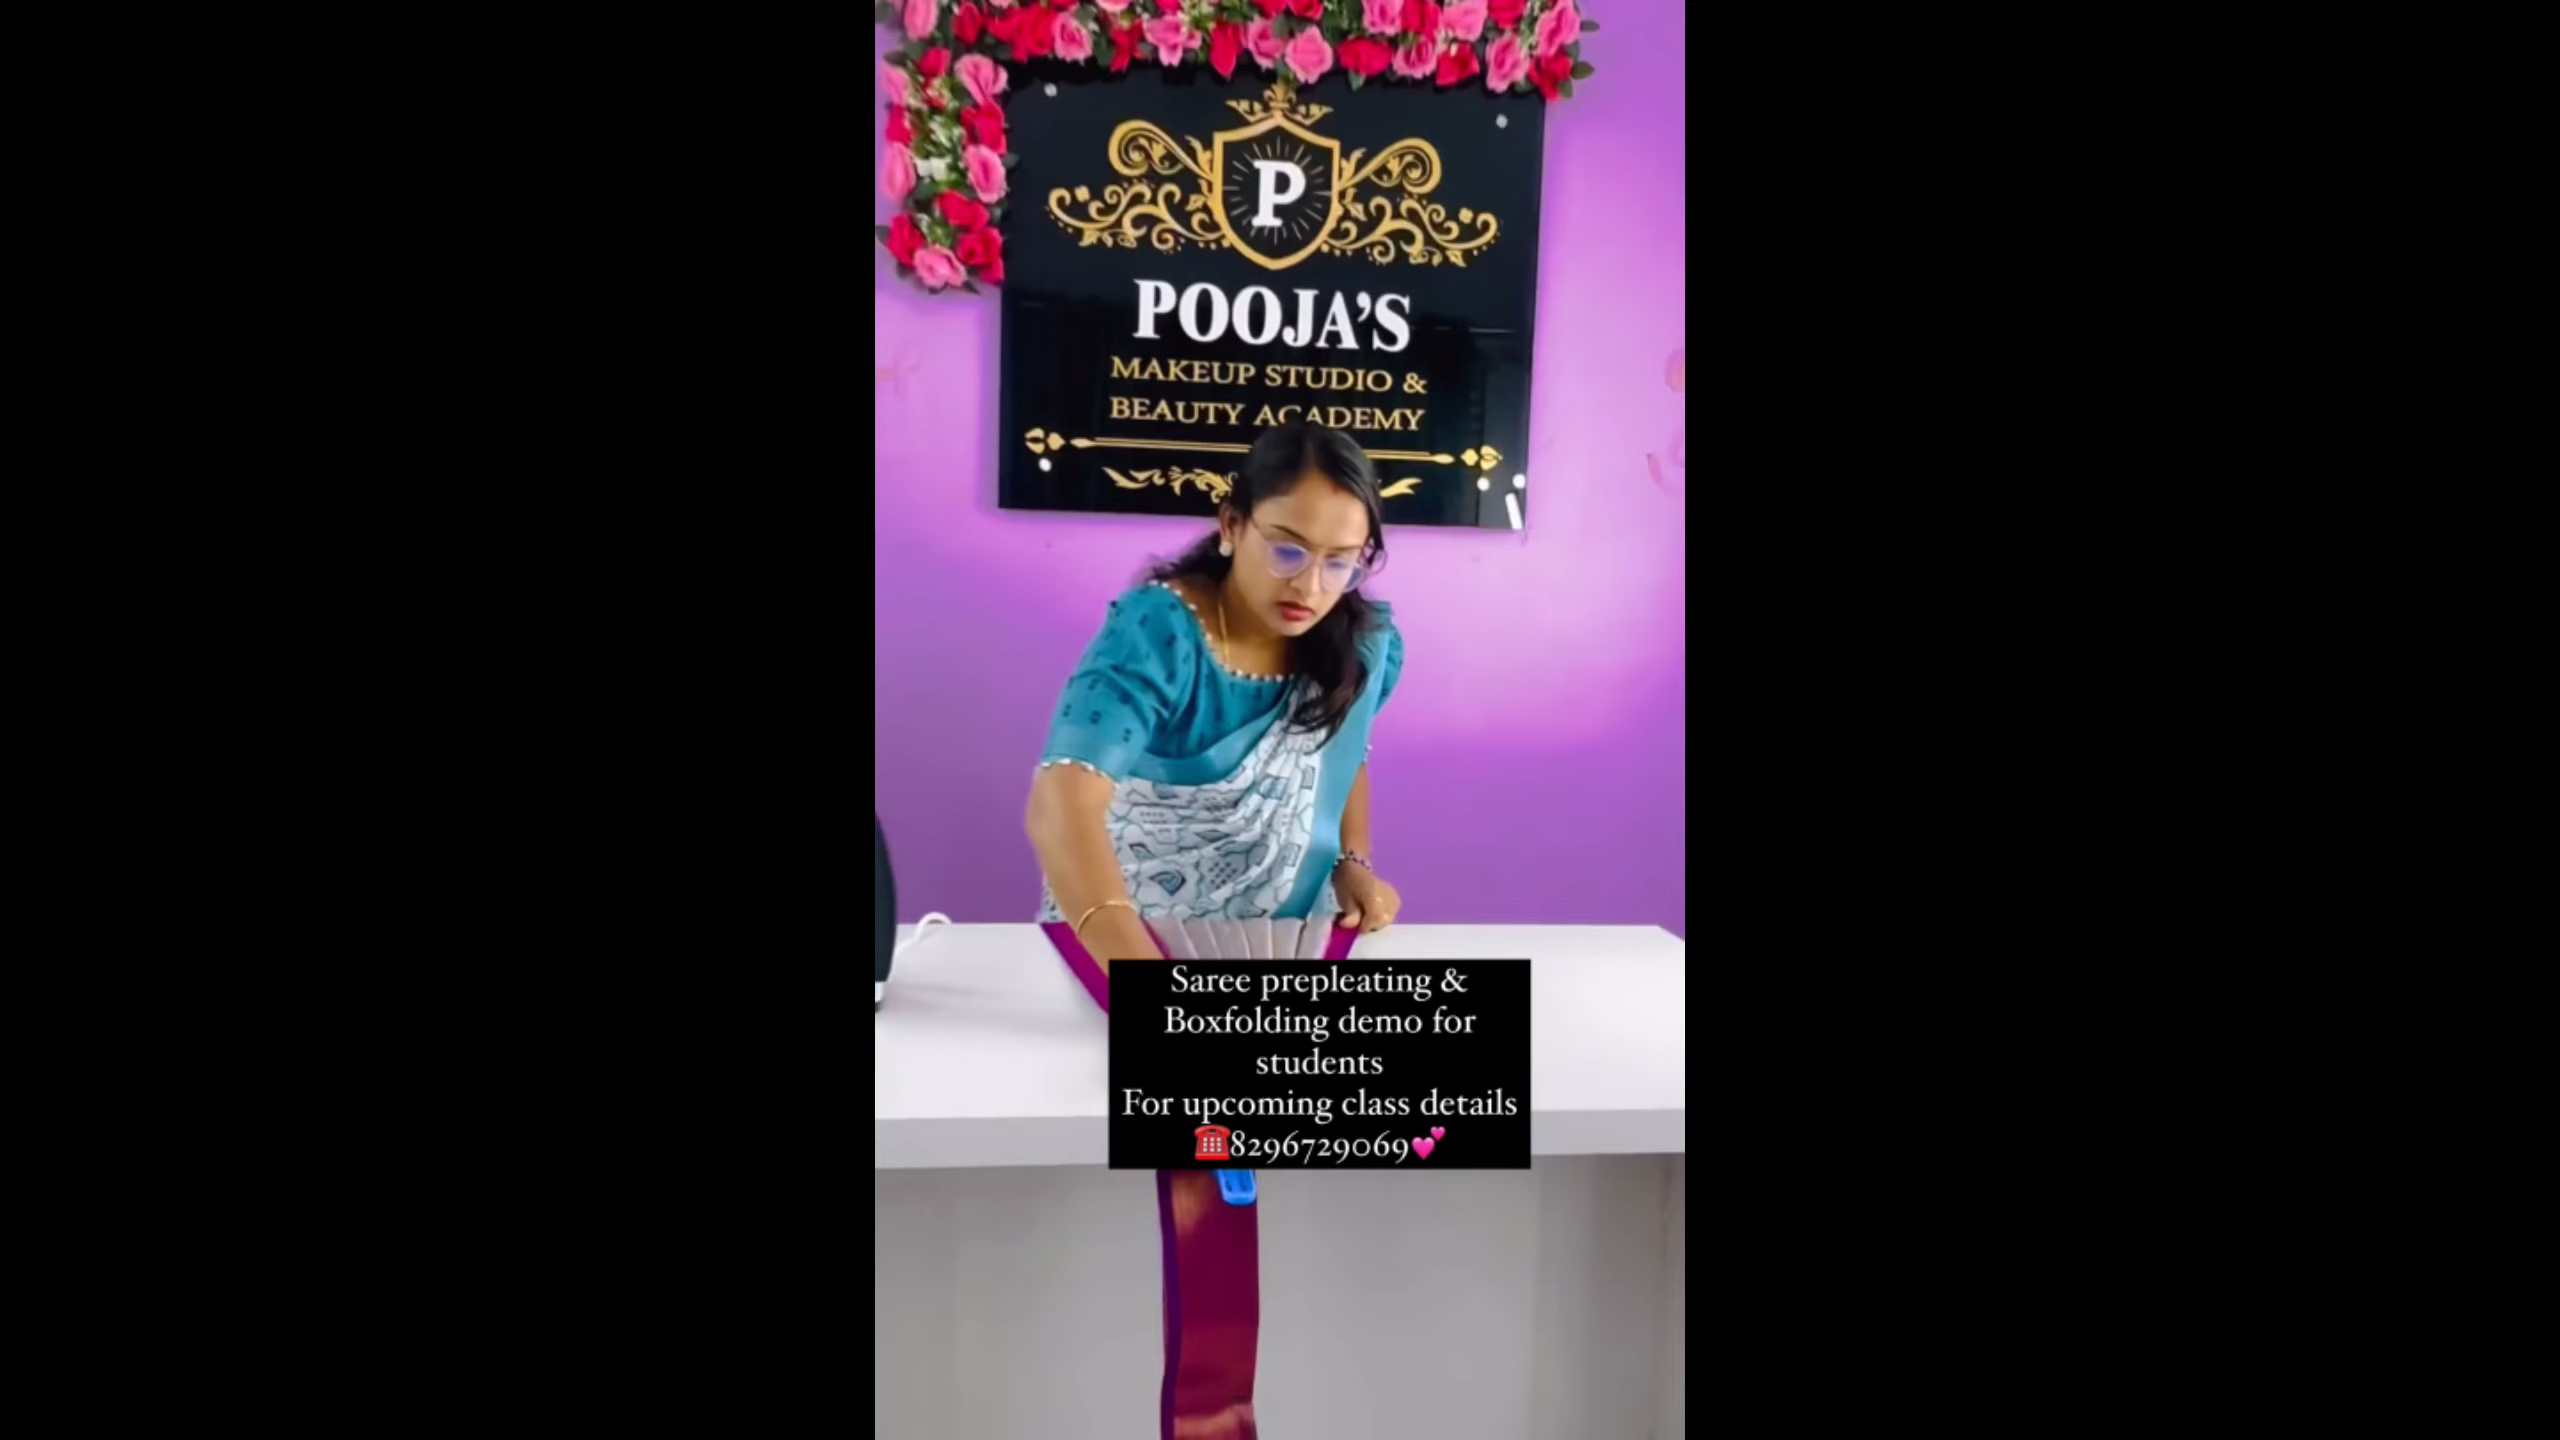 P
POOJA'S
MAKEUP STUDIO &
BEAUTY ACADEMY
Saree prepleating &
Boxfolding demo for
students
For upcoming class details
☎️8296729069💕